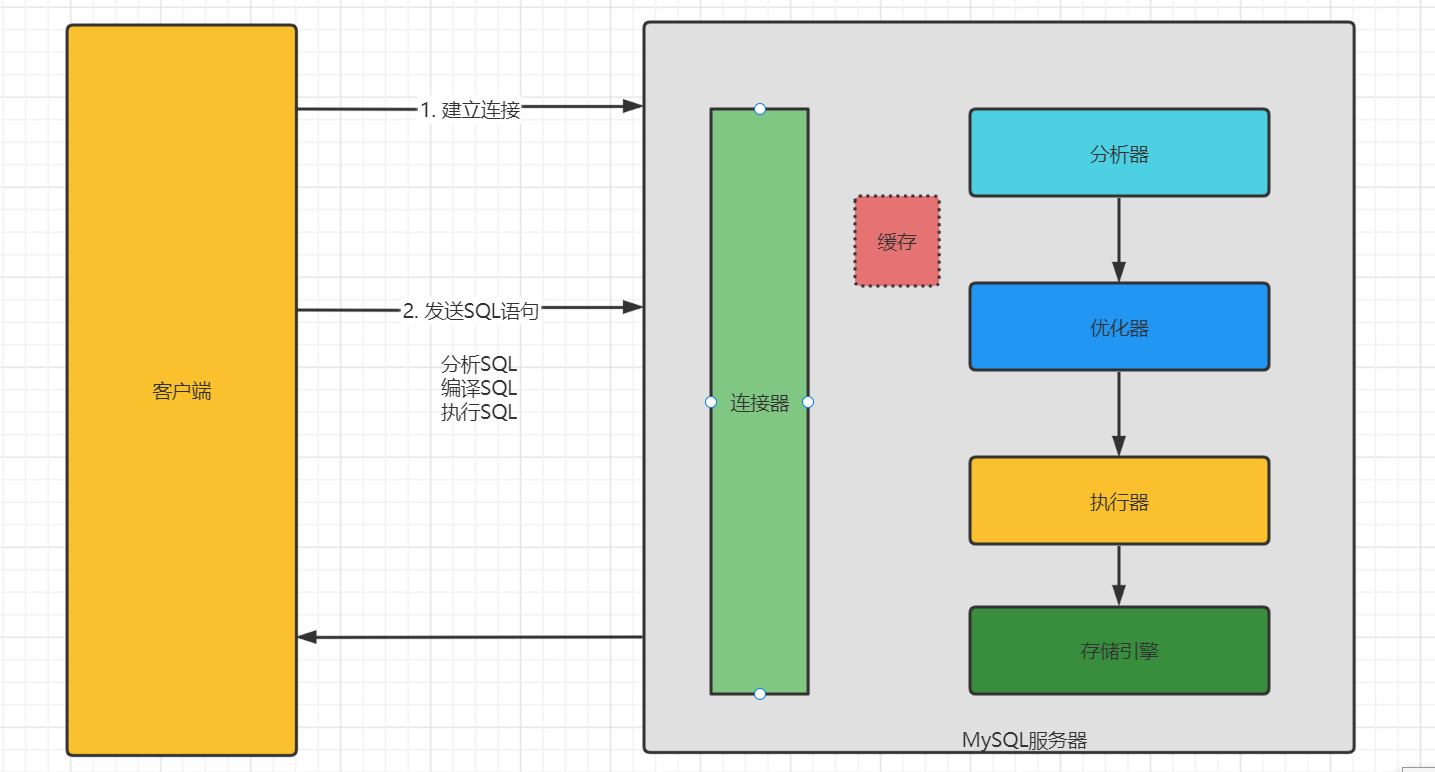 1. 建立连接
分析器
缓存
2. 发送SQL语句
优化器
分析SQL
编译SQL
执行SQL
客户端
连接器
执行器
存储引擎
MySQL服务器